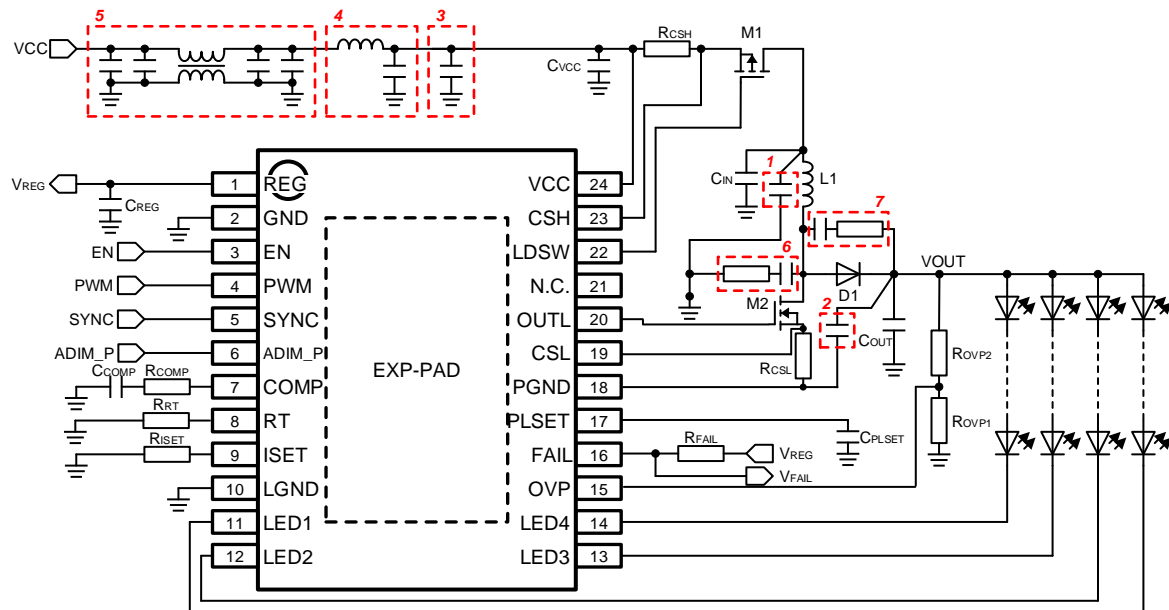 5
4
3
VCC
RCSH
M1
CVCC
1
CIN
L1
7
VREG
CREG
1
REG
VCC
24
2
GND
CSH
23
EN
3
EN
LDSW
22
6
VOUT
PWM
4
PWM
N.C.
21
D1
SYNC
5
SYNC
OUTL
20
M2
2
COUT
ADIM_P
6
ADIM_P
CSL
19
RCSL
ROVP2
EXP-PAD
CCOMP
RCOMP
7
COMP
PGND
18
RRT
8
RT
PLSET
17
CPLSET
ROVP1
RISET
9
ISET
FAIL
16
RFAIL
VREG
VFAIL
10
LGND
OVP
15
11
LED1
LED4
14
12
LED2
LED3
13